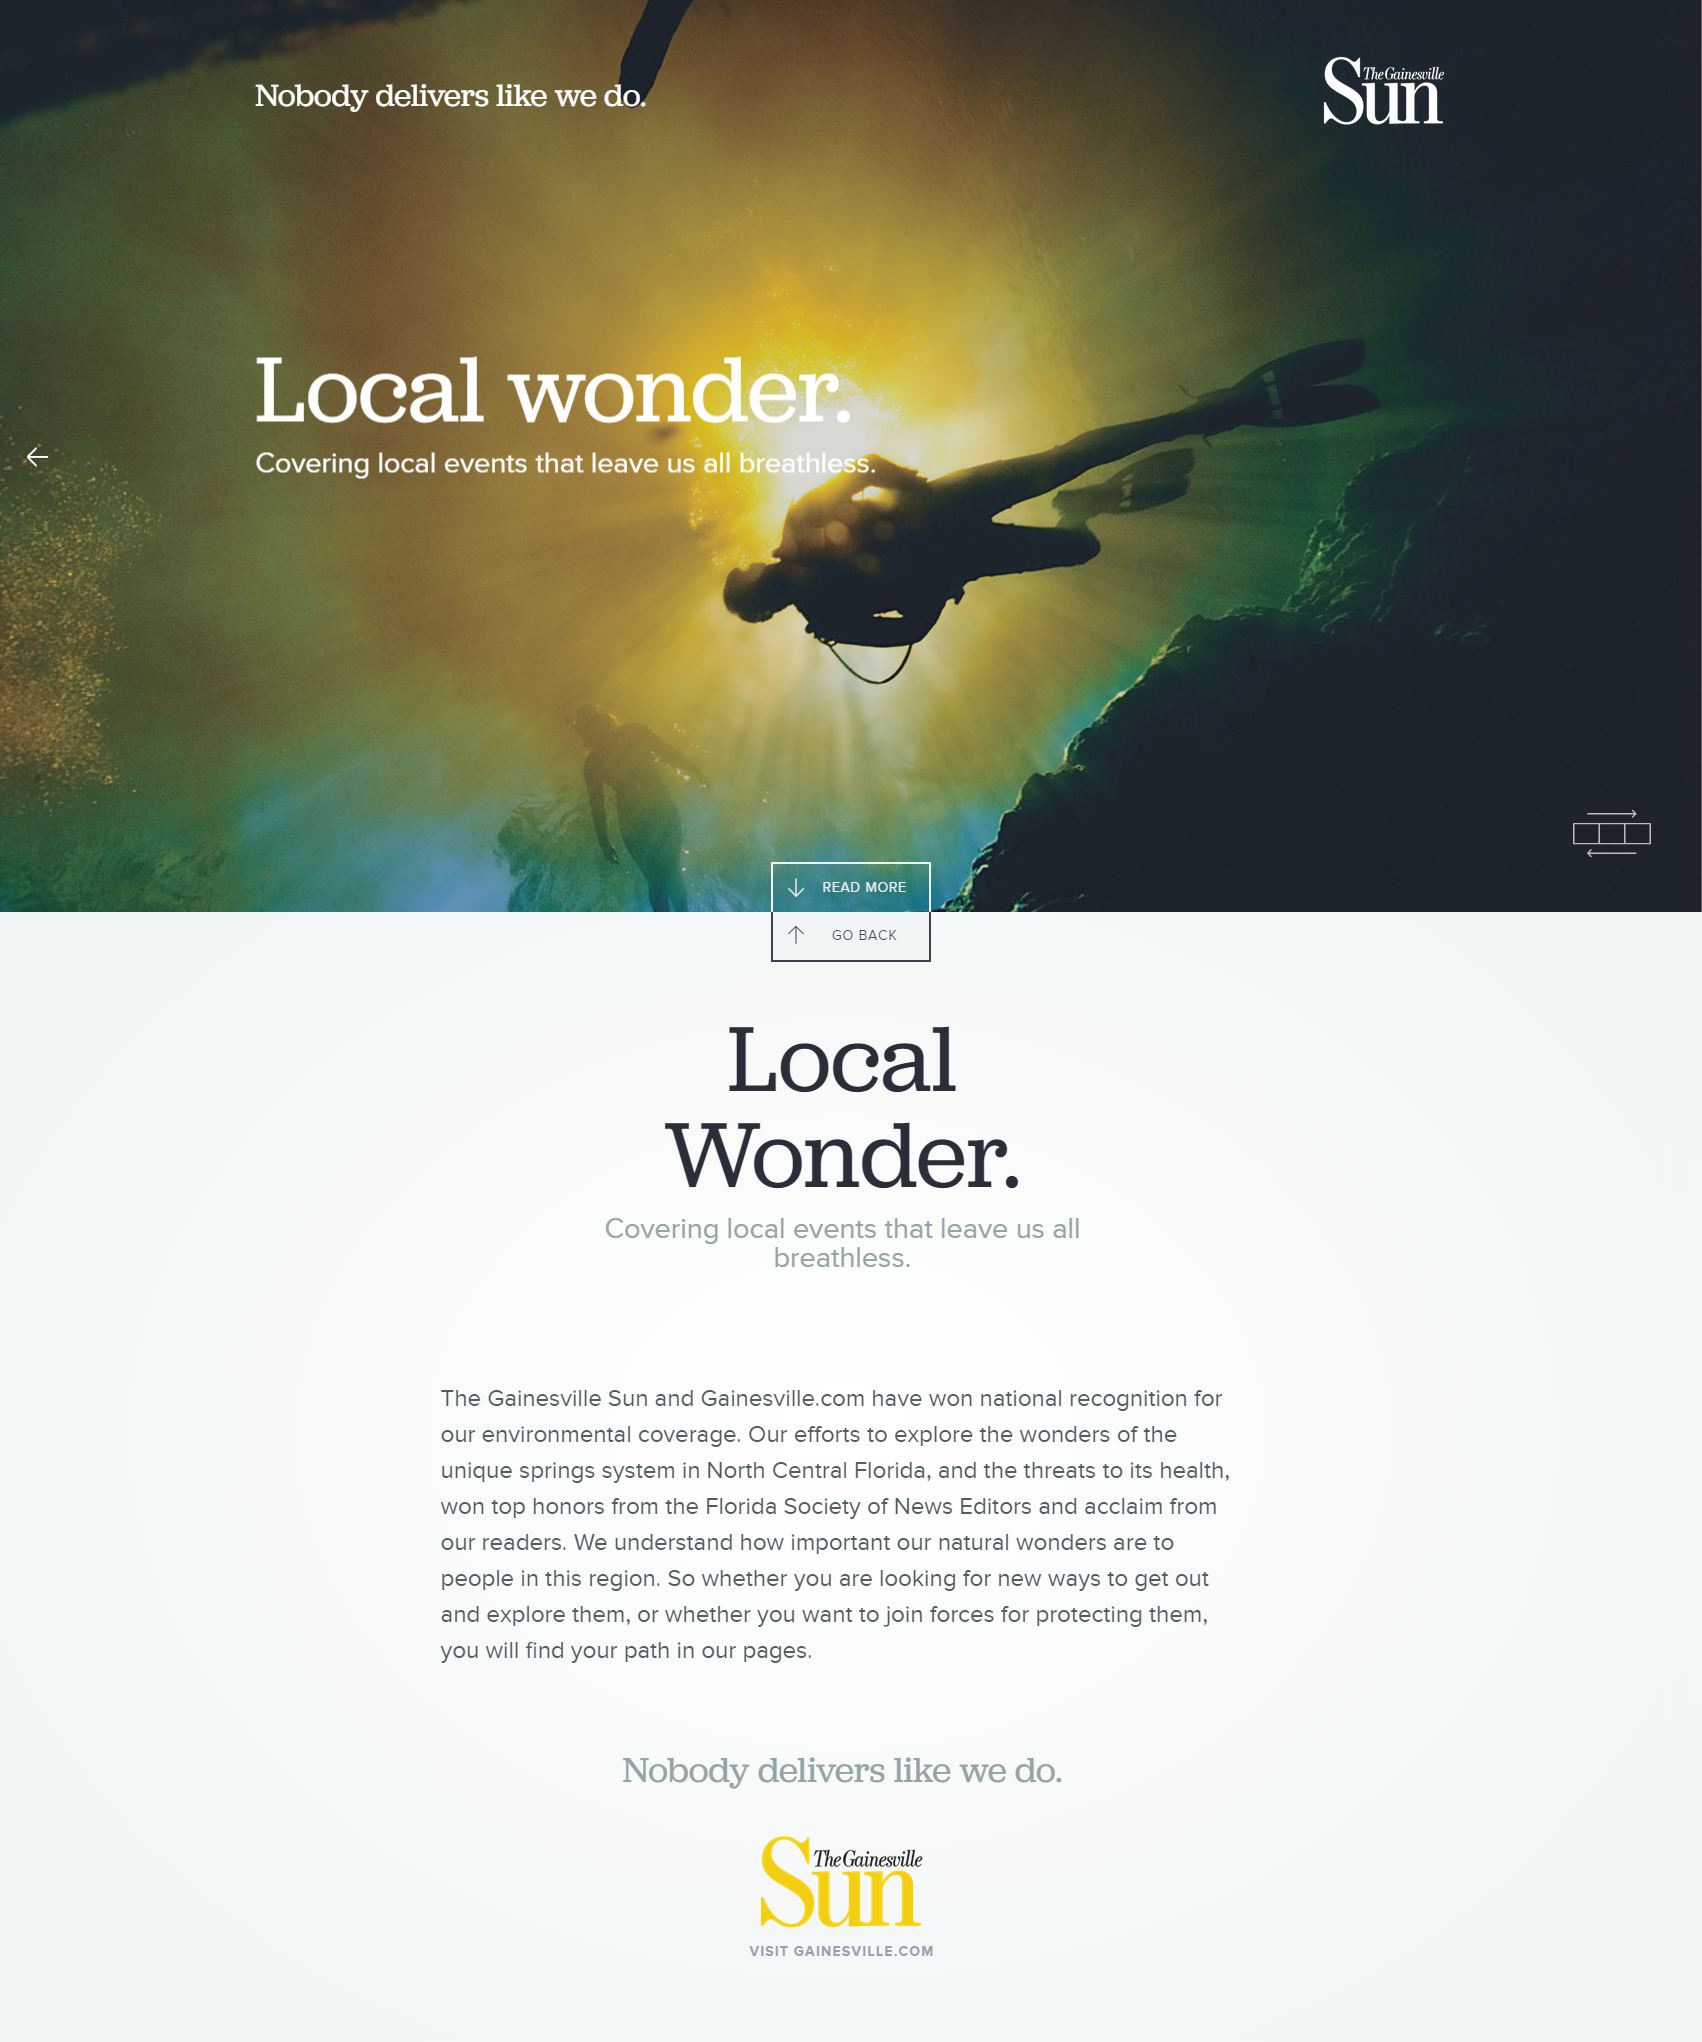 Nobody delivers like we do.
The Gainesville
Sun
Local wonder.
Covering local events that leave us all breathless.
READ MORE
GO BACK
Local
Wonder.
Covering local events that leave us all
breathless.
The Gainesville Sun and Gainesville.com have won national recognition for
our environmental coverage. Our efforts to explore the wonders of the
unique springs system in North Central Florida, and the threats to its health,
won top honors from the Florida Society of News Editors and acclaim from
our readers. We understand how important our natural wonders are to
people in this region. So whether you are looking for new ways to get out
and explore them, or whether you want to join forces for protecting them,
you will find your path in our pages.
Nobody delivers like we do.
The Gainesville
Sun
VISIT GAINESVILLE.COM